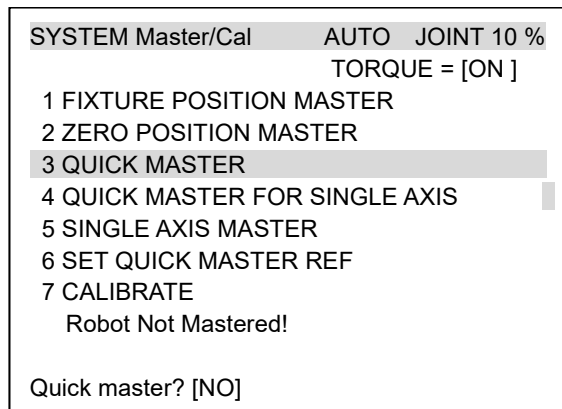 SYSTEM Master/Cal AUTO JOINT 10 %
TORQUE = [ON ]
1 FIXTURE POSITION MASTER
2 ZERO POSITION MASTER
3 QUICK MASTER
4 QUICK MASTER FOR SINGLE AXIS
5 SINGLE AXIS MASTER
6 SET QUICK MASTER REF
7 CALIBRATE
Robot Not Mastered!
Quick master? [NO]